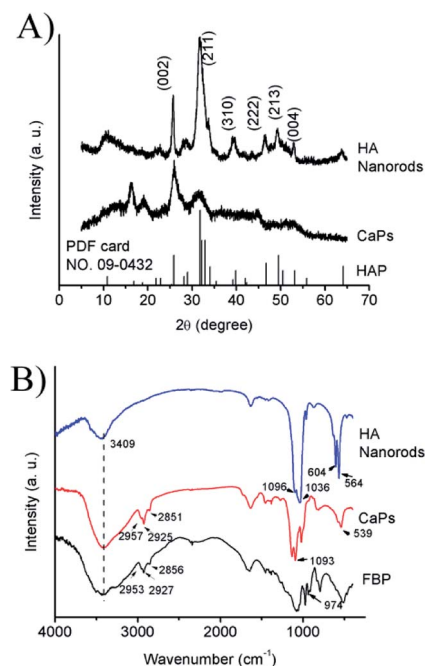 A)
Intensity (a. u.)
(002)
(211)
(310)
(222)
(213)
(004)
HA
Nanorods
CaPs
PDF card
NO. 09-0432
HAP
0 10 20 30 40 50 60 70
2θ (degree)
B)
Intensity (a. u.)
3409
HA
Nanorods
604
564
1096
1036
2851
CaPs
2957
2925
539
2856
1093
FBP
2953
2927
974
4000 3000 2000 1000
Wavenumber (cm⁻¹)